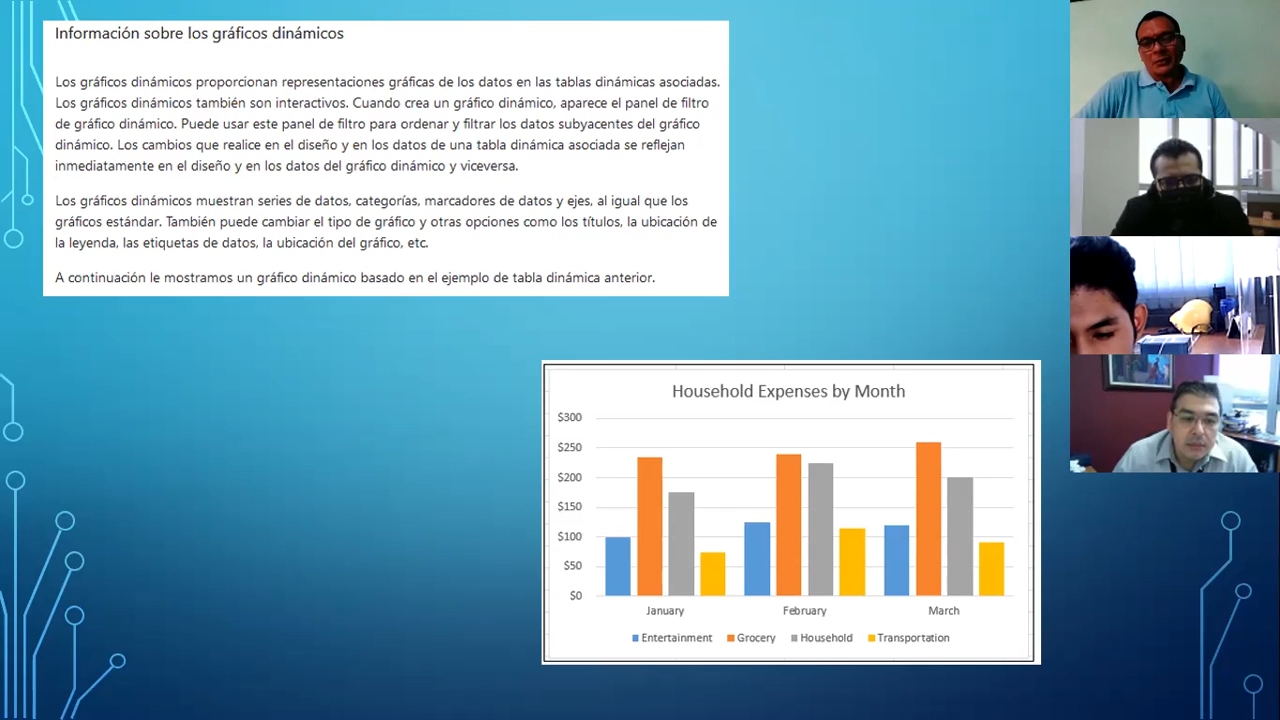 Información sobre los gráficos dinámicos
Los gráficos dinámicos proporcionan representaciones gráficas de los datos en las tablas dinámicas asociadas.
Los gráficos dinámicos también son interactivos. Cuando crea un gráfico dinámico, aparece el panel de filtro
de gráfico dinámico. Puede usar este panel de filtro para ordenar y filtrar los datos subyacentes del gráfico
dinámico. Los cambios que realice en el diseño y en los datos de una tabla dinámica asociada se reflejan
inmediatamente en el diseño y en los datos del gráfico dinámico y viceversa.
Los gráficos dinámicos muestran series de datos, categorías, marcadores de datos y ejes, al igual que los
gráficos estándar. También puede cambiar el tipo de gráfico y otras opciones como los títulos, la ubicación de
la leyenda, las etiquetas de datos, la ubicación del gráfico, etc.
A continuación le mostramos un gráfico dinámico basado en el ejemplo de tabla dinámica anterior.
Household Expenses by Month
$300
$250
$200
$150
$100
$50
$0
January February March
Entertainment Grocery Household Transportation